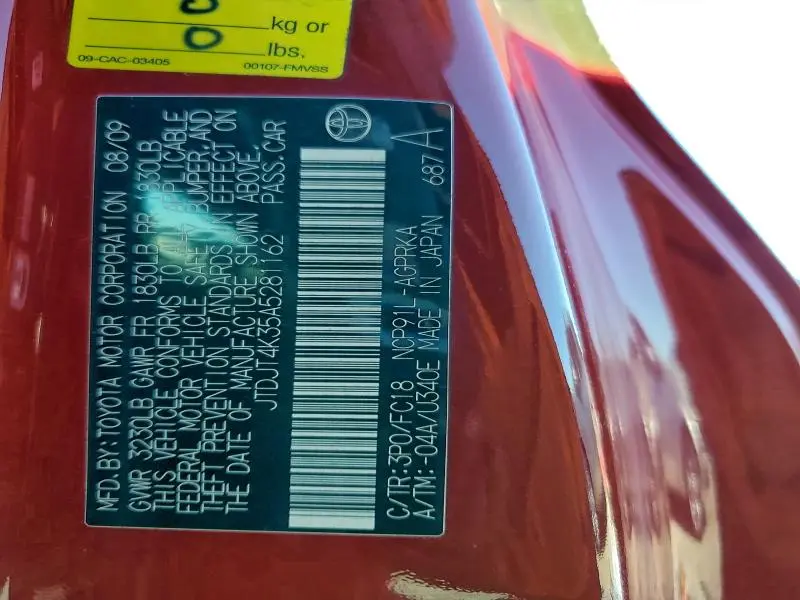 0 kg or
0 lbs.
09-CAC-03405 00107-FMVSS
MFD. BY: TOYOTA MOTOR CORPORATION 08/09
GVWR 3230LB GAWR FR 1830LB RR 1830LB
THIS VEHICLE CONFORMS TO ALL APPLICABLE
FEDERAL MOTOR VEHICLE SAFETY, BUMPER, AND
THEFT PREVENTION STANDARDS IN EFFECT ON
THE DATE OF MANUFACTURE SHOWN ABOVE.
JTDJT4K35A5281162 PASS.CAR
C/TR:3P0/FC18 NCP91L-AGPRKA
A/TM:-04A/U340E MADE IN JAPAN 687/A